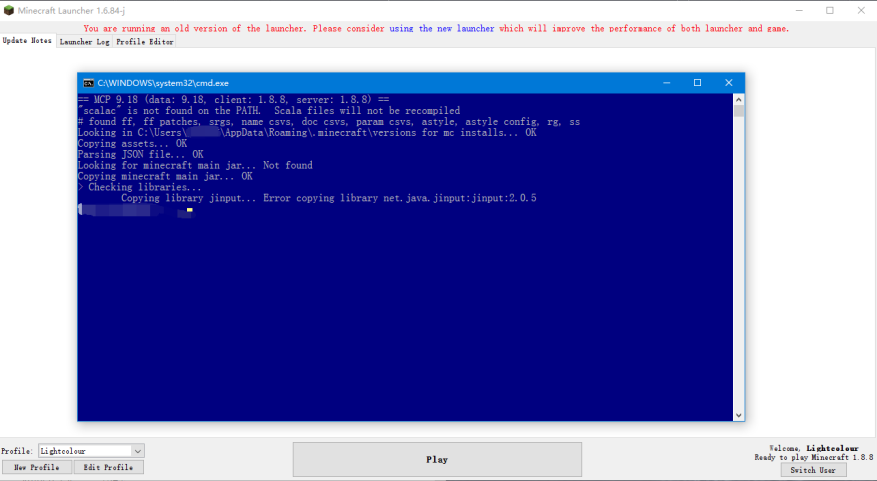 Minecraft Launcher 1.6.84-j
You are running an old version of the launcher. Please consider using the new launcher which will improve the performance of both launcher and game.
Update Notes Launcher Log Profile Editor
C:\WINDOWS\system32\cmd.exe
== MCP 9.18 (data: 9.18, client: 1.8.8, server: 1.8.8) ==
"scalac" is not found on the PATH.  Scala files will not be recompiled
# found ff, ff patches, srgs, name csvs, doc csvs, param csvs, astyle, astyle config, rg, ss
Looking in C:\Users\ \AppData\Roaming\.minecraft\versions for mc installs... OK
Copying assets... OK
Parsing JSON file... OK
Looking for minecraft main jar... Not found
Copying minecraft main jar... OK
> Checking libraries...
Copying library jinput... Error copying library net.java.jinput:jinput:2.0.5
Profile: Lightcolour
New Profile Edit Profile
Play
Welcome, Lightcolour
Ready to play Minecraft 1.8.8
Switch User